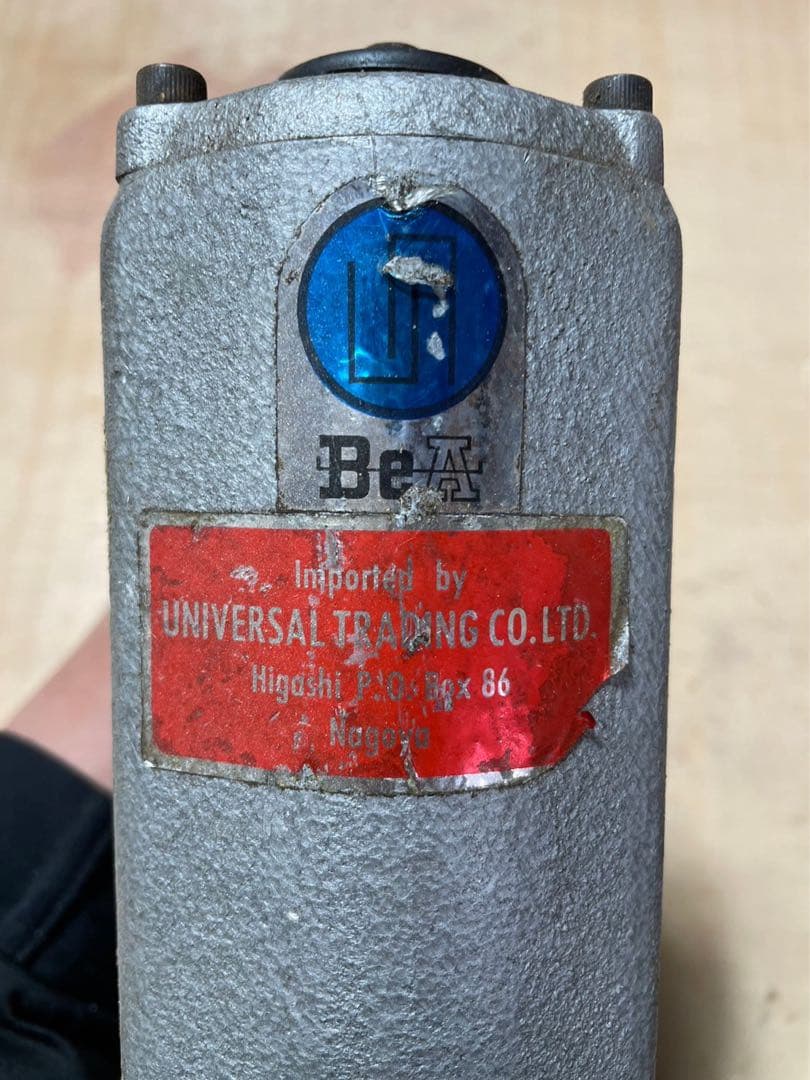 BeA
Imported by
UNIVERSAL TRADING CO. LTD.
Higashi P. O. Box 86
Nagoya